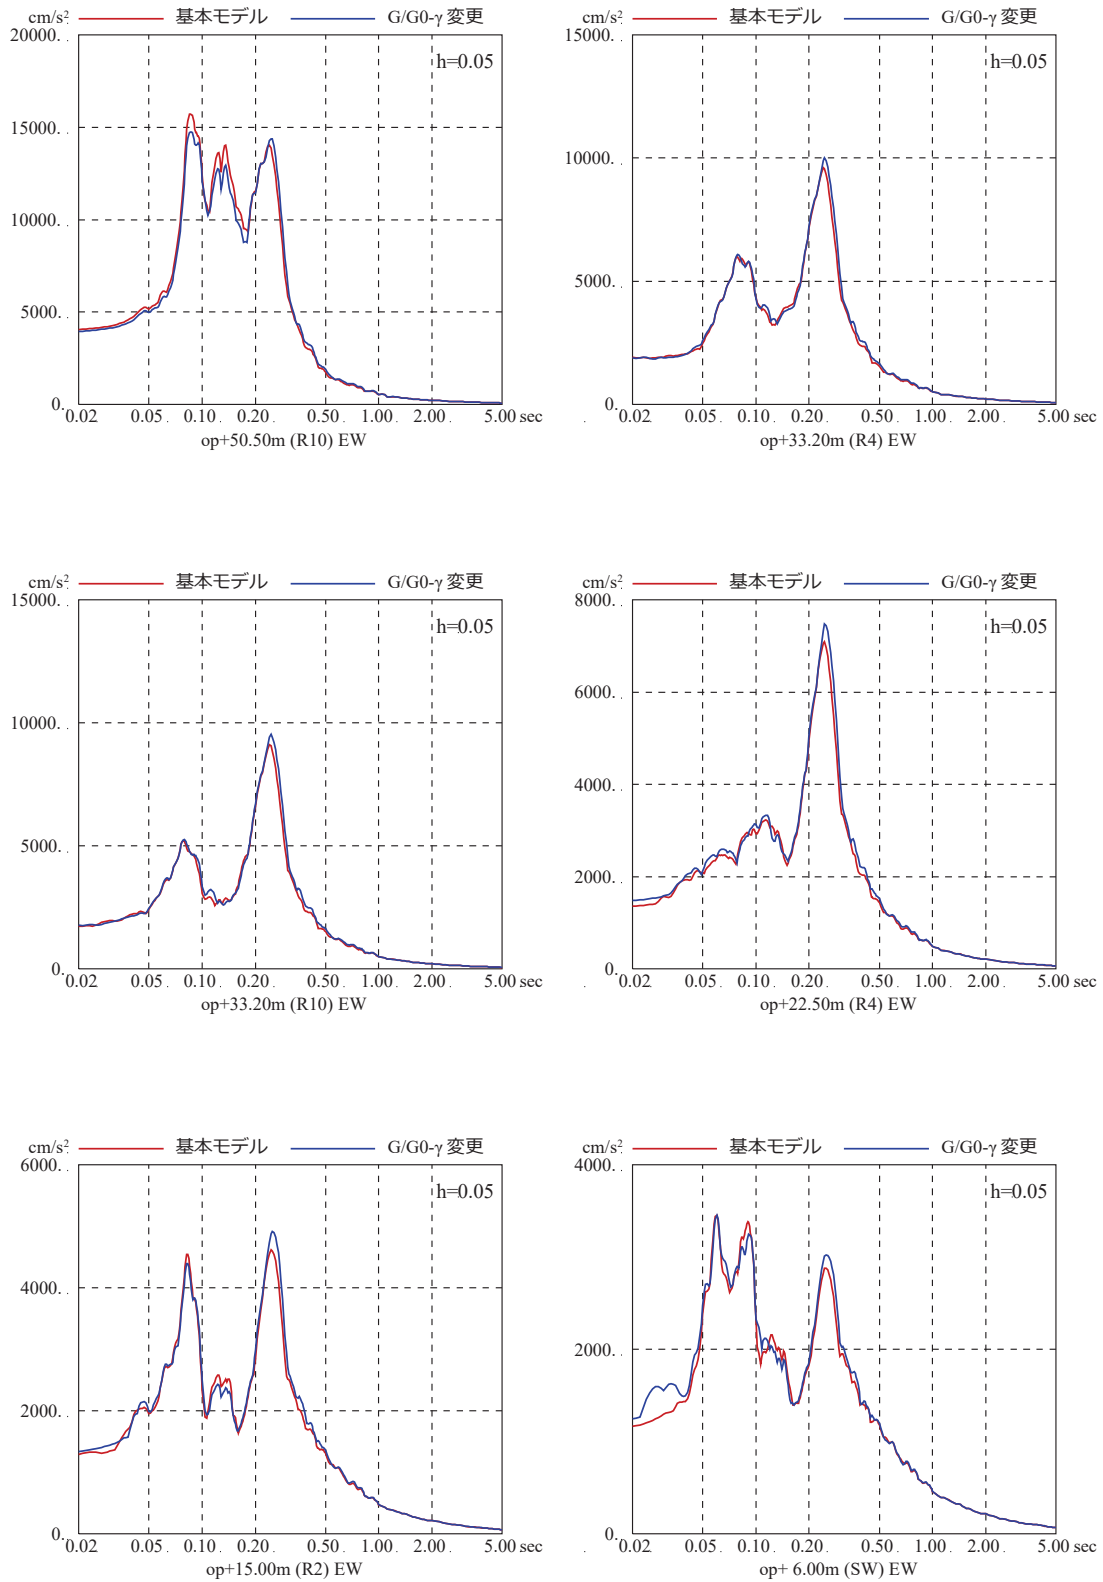 cm/s² 基本モデル G/G0-γ 変更
20000.
h=0.05
15000.
10000.
5000.
0.
0.02 0.05 0.10 0.20 0.50 1.00 2.00 5.00 sec
op+50.50m (R10) EW
cm/s² 基本モデル G/G0-γ 変更
15000.
h=0.05
10000.
5000.
0.
0.02 0.05 0.10 0.20 0.50 1.00 2.00 5.00 sec
op+33.20m (R4) EW
cm/s² 基本モデル G/G0-γ 変更
15000.
h=0.05
10000.
5000.
0.
0.02 0.05 0.10 0.20 0.50 1.00 2.00 5.00 sec
op+33.20m (R10) EW
cm/s² 基本モデル G/G0-γ 変更
8000.
h=0.05
6000.
4000.
2000.
0.
0.02 0.05 0.10 0.20 0.50 1.00 2.00 5.00 sec
op+22.50m (R4) EW
cm/s² 基本モデル G/G0-γ 変更
6000.
h=0.05
4000.
2000.
0.
0.02 0.05 0.10 0.20 0.50 1.00 2.00 5.00 sec
op+15.00m (R2) EW
cm/s² 基本モデル G/G0-γ 変更
4000.
h=0.05
2000.
0.
0.02 0.05 0.10 0.20 0.50 1.00 2.00 5.00 sec
op+ 6.00m (SW) EW